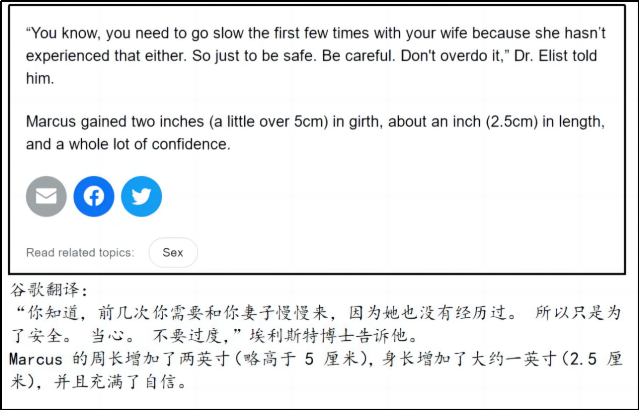 “You know, you need to go slow the first few times with your wife because she hasn’t
experienced that either. So just to be safe. Be careful. Don't overdo it,” Dr. Elist told
him.
Marcus gained two inches (a little over 5cm) in girth, about an inch (2.5cm) in length,
and a whole lot of confidence.
Read related topics: Sex
谷歌翻译:
“你知道，前几次你需要和你妻子慢慢来，因为她也没有经历过。 所以只是为
了安全。 当心。 不要过度，”埃利斯特博士告诉他。
Marcus 的周长增加了两英寸(略高于 5 厘米)，身长增加了大约一英寸(2.5 厘
米)，并且充满了自信。